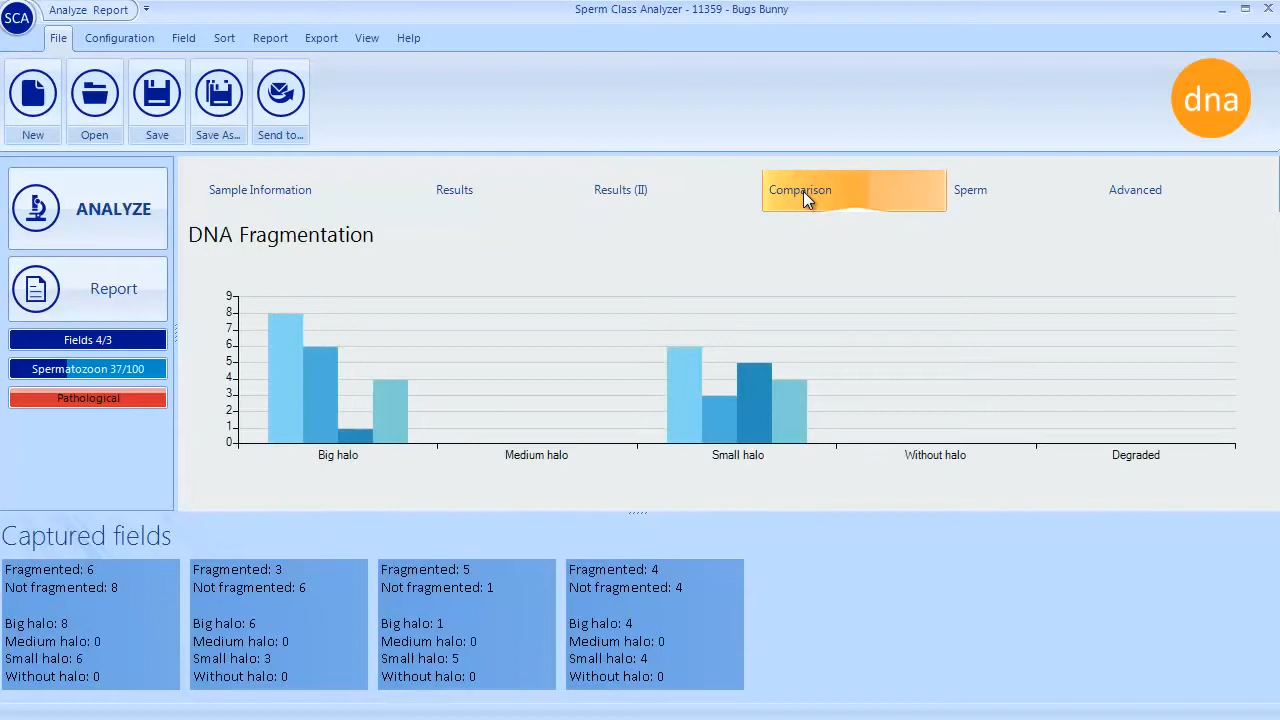 SCA
Analyze Report
Sperm Class Analyzer - 11359 - Bugs Bunny
File Configuration Field Sort Report Export View Help
New Open Save Save As... Send to...
dna
ANALYZE
Report
Fields 4/3
Spermatozoon 37/100
Pathological
Sample Information Results Results (II) Comparison Sperm Advanced
DNA Fragmentation
9
8
7
6
5
4
3
2
1
0
Big halo Medium halo Small halo Without halo Degraded
Captured fields
Fragmented: 6
Not fragmented: 8
Big halo: 8
Medium halo: 0
Small halo: 6
Without halo: 0
Fragmented: 3
Not fragmented: 6
Big halo: 6
Medium halo: 0
Small halo: 3
Without halo: 0
Fragmented: 5
Not fragmented: 1
Big halo: 1
Medium halo: 0
Small halo: 5
Without halo: 0
Fragmented: 4
Not fragmented: 4
Big halo: 4
Medium halo: 0
Small halo: 4
Without halo: 0